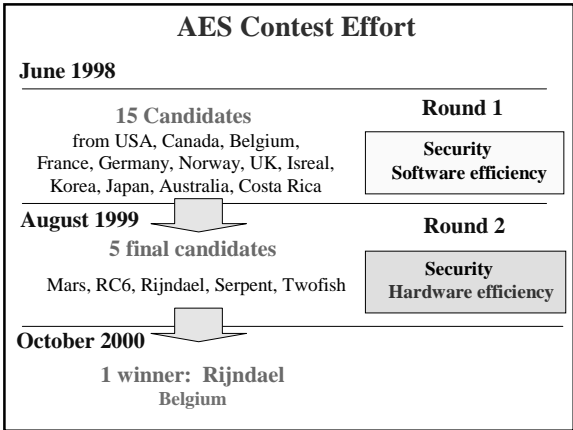 AES Contest Effort
June 1998
15 Candidates
from USA, Canada, Belgium,
France, Germany, Norway, UK, Isreal,
Korea, Japan, Australia, Costa Rica
Round 1
Security
Software efficiency
August 1999
5 final candidates
Mars, RC6, Rijndael, Serpent, Twofish
Round 2
Security
Hardware efficiency
October 2000
1 winner: Rijndael
Belgium